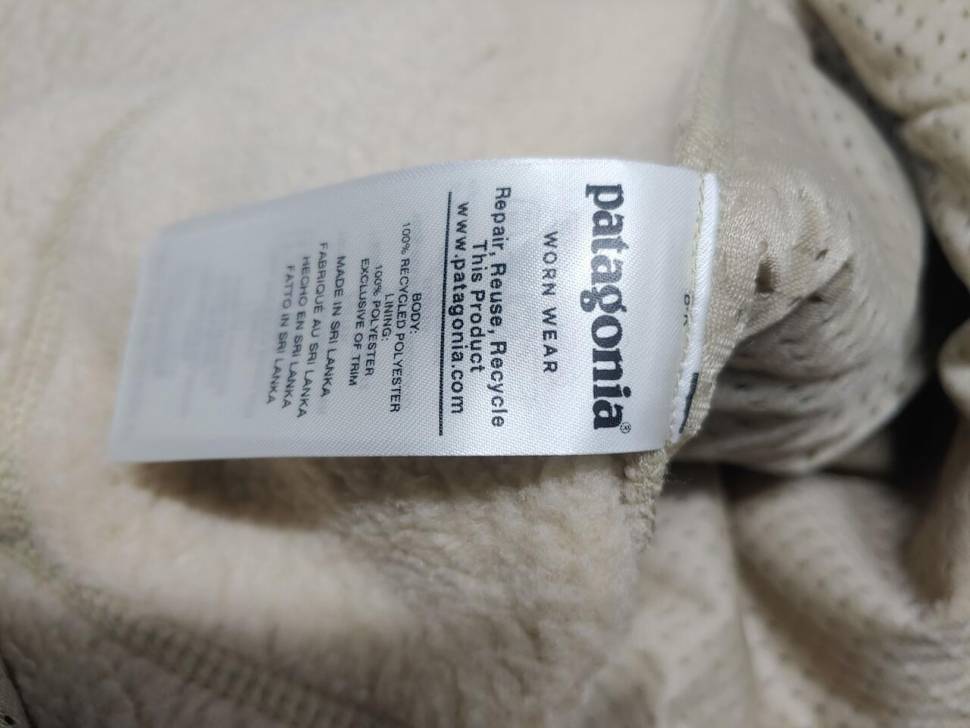 patagonia®
WORN WEAR
Repair, Reuse, Recycle
This Product
www.patagonia.com
BODY:
100% RECYCLED POLYESTER
LINING:
100% POLYESTER
EXCLUSIVE OF TRIM
MADE IN SRI LANKA
FABRIQUÉ AU SRI LANKA
HECHO EN SRI LANKA
FATTO IN SRI LANKA